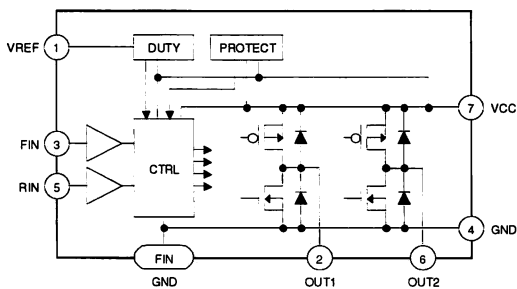 VREF 1 DUTY PROTECT
7 VCC
FIN 3
CTRL
RIN 5
4 GND
FIN 2 6
GND OUT1 OUT2